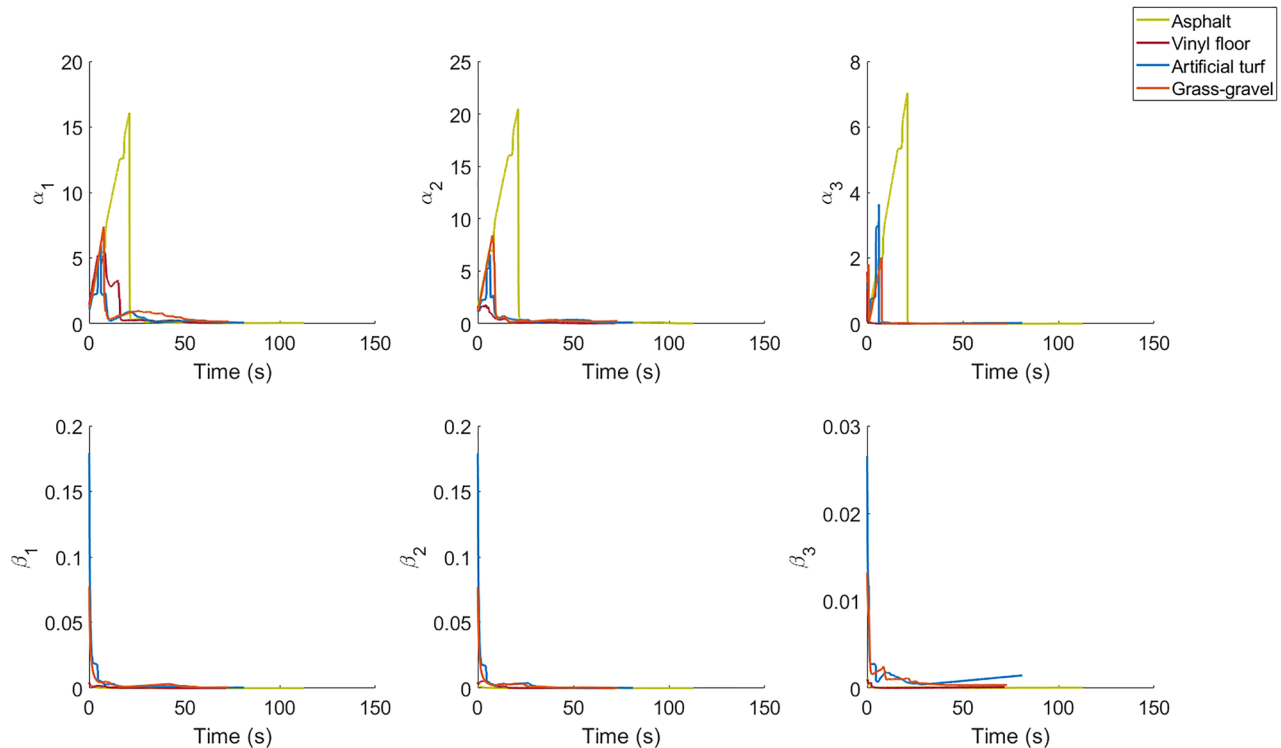 Asphalt
Vinyl floor
Artificial turf
Grass-gravel
20
15
10
5
0
α1
0 50 100 150
Time (s)
25
20
15
10
5
0
α2
0 50 100 150
Time (s)
8
6
4
2
0
α3
0 50 100 150
Time (s)
0.2
0.15
0.1
0.05
0
β1
0 50 100 150
Time (s)
0.2
0.15
0.1
0.05
0
β2
0 50 100 150
Time (s)
0.03
0.02
0.01
0
β3
0 50 100 150
Time (s)